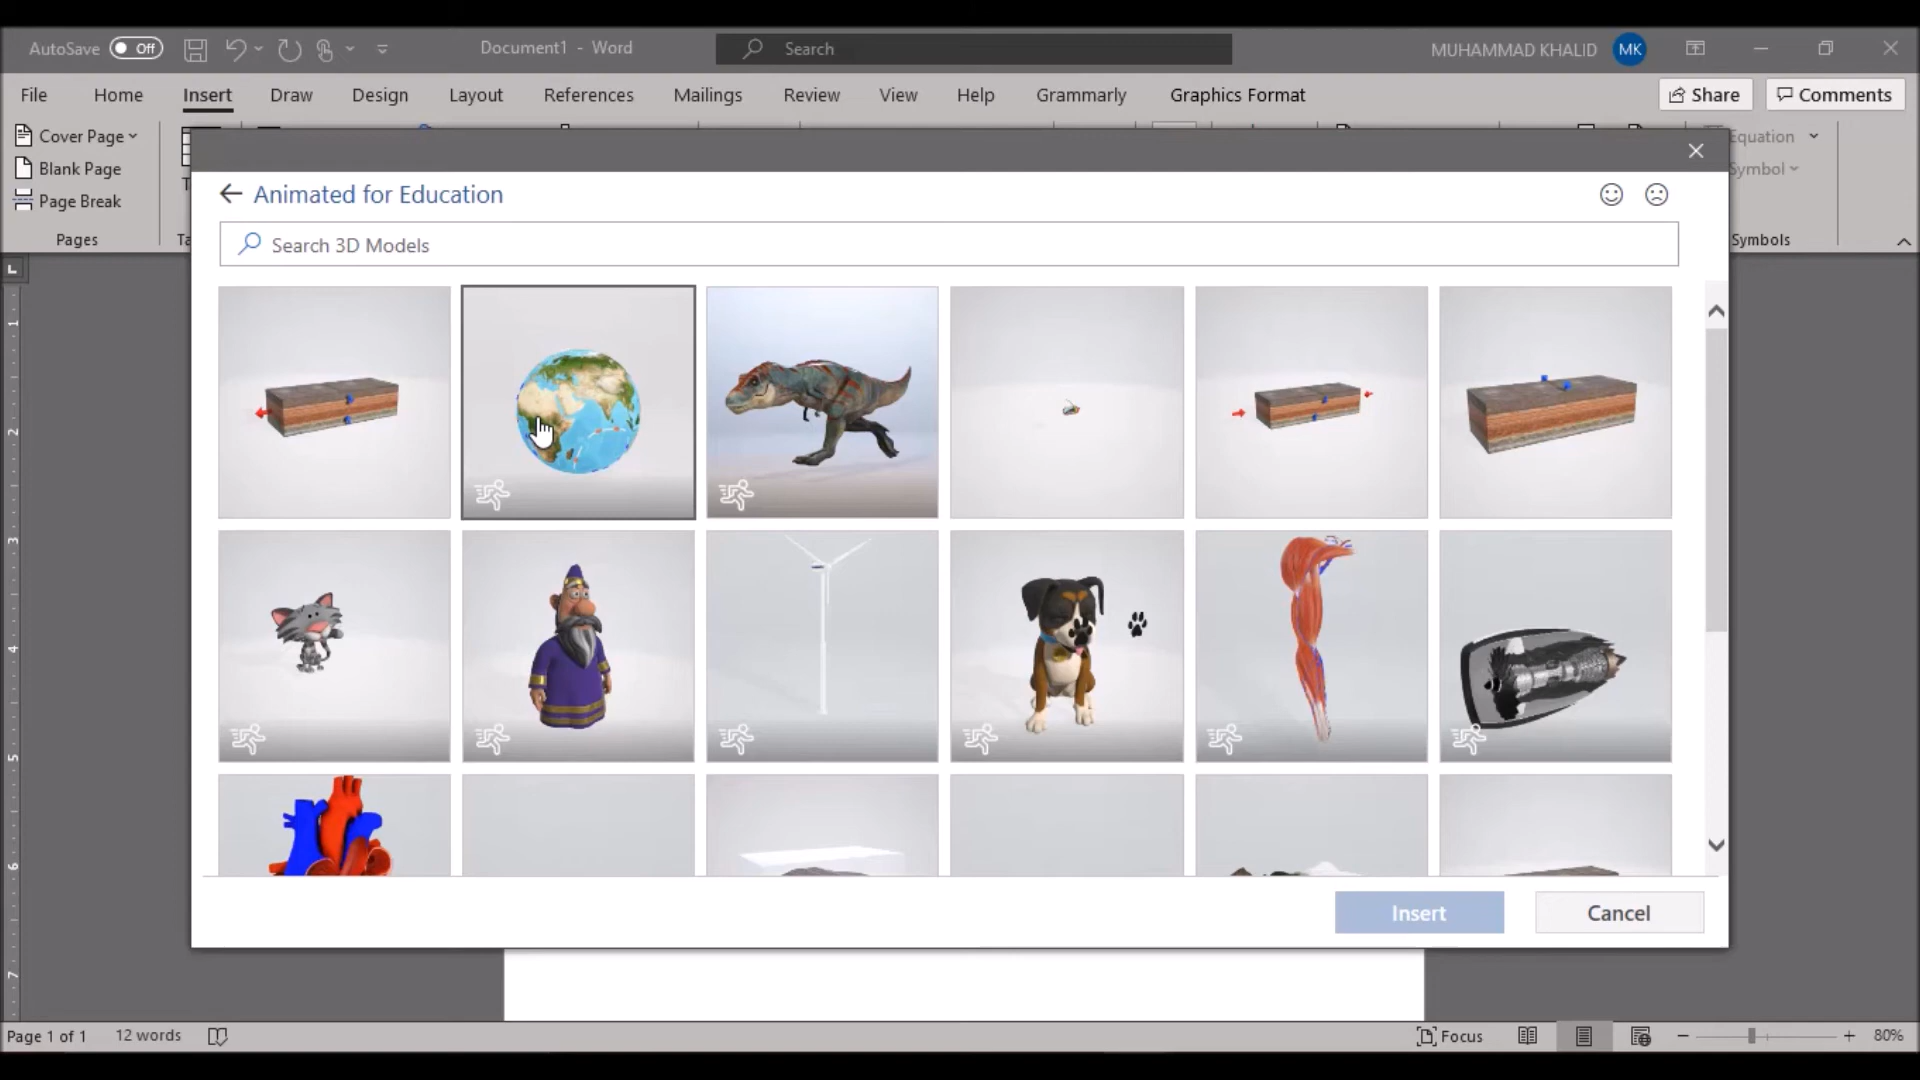 AutoSave Off Document1 - Word Search MUHAMMAD KHALID MK
File Home Insert Draw Design Layout References Mailings Review View Help Grammarly Graphics Format Share Comments
Cover Page Equation
Blank Page Symbol
Page Break
Pages Symbols
Animated for Education
Search 3D Models
Insert Cancel
Page 1 of 1 12 words Focus 80%